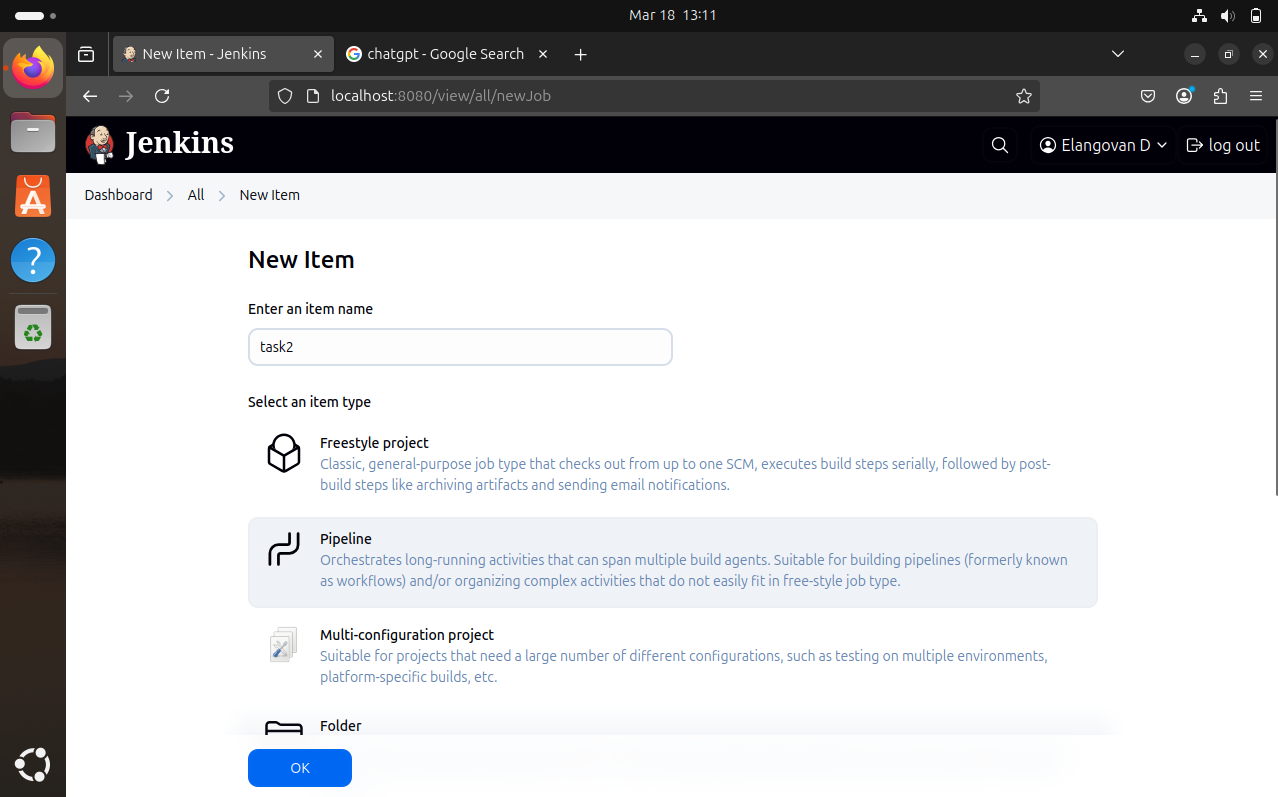 Mar 18 13:11
New Item - Jenkins
chatgpt - Google Search
localhost:8080/view/all/newJob
Jenkins
Elangovan D
log out
Dashboard
All
New Item
New Item
Enter an item name
task2
Select an item type
Freestyle project
Classic, general-purpose job type that checks out from up to one SCM, executes build steps serially, followed by post-
build steps like archiving artifacts and sending email notifications.
Pipeline
Orchestrates long-running activities that can span multiple build agents. Suitable for building pipelines (formerly known
as workflows) and/or organizing complex activities that do not easily fit in free-style job type.
Multi-configuration project
Suitable for projects that need a large number of different configurations, such as testing on multiple environments,
platform-specific builds, etc.
Folder
OK